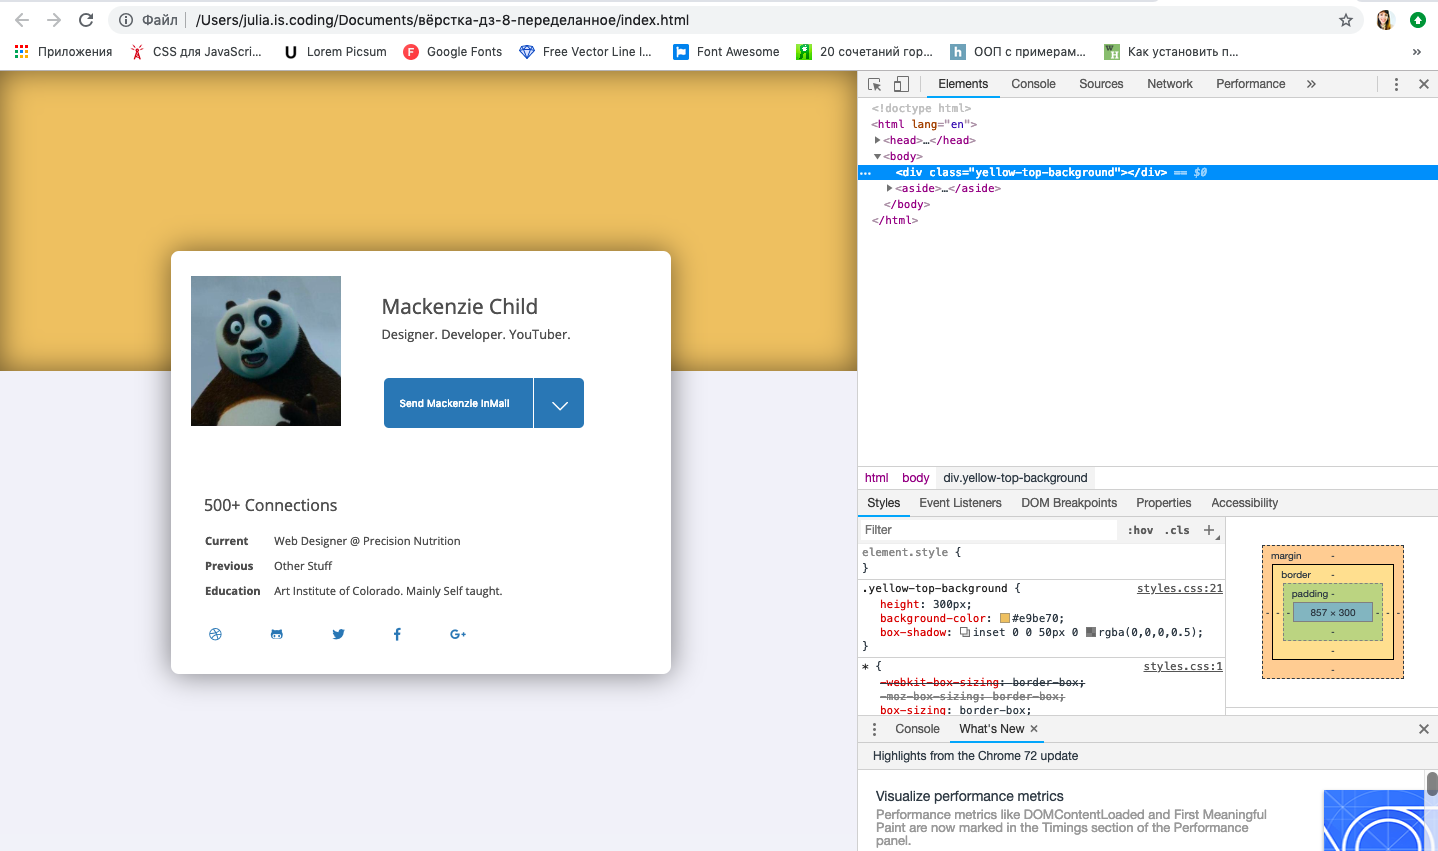 Файл /Users/julia.is.coding/Documents/вёрстка-дз-8-переделанное/index.html
Приложения CSS для JavaScri... Lorem Picsum Google Fonts Free Vector Line I... Font Awesome 20 сочетаний гор... ООП с примерам... Как установить п... »
Elements Console Sources Network Performance »
<!doctype html>
<html lang="en">
<head>…</head>
<body>
... <div class="yellow-top-background"></div> == $0
<aside>…</aside>
</body>
</html>
Mackenzie Child
Designer. Developer. YouTuber.
Send Mackenzie InMail
500+ Connections
Current Web Designer @ Precision Nutrition
Previous Other Stuff
Education Art Institute of Colorado. Mainly Self taught.
html body div.yellow-top-background
Styles Event Listeners DOM Breakpoints Properties Accessibility
Filter :hov .cls +
element.style {
}
.yellow-top-background { styles.css:21
height: 300px;
background-color: #e9be70;
box-shadow: inset 0 0 50px 0 rgba(0,0,0,0.5);
}
* { styles.css:1
-webkit-box-sizing: border-box;
-moz-box-sizing: border-box;
box-sizing: border-box;
margin -
border -
padding -
- - - 857 × 300 - - -
-
-
-
Console What's New ×
Highlights from the Chrome 72 update
Visualize performance metrics
Performance metrics like DOMContentLoaded and First Meaningful
Paint are now marked in the Timings section of the Performance
panel.